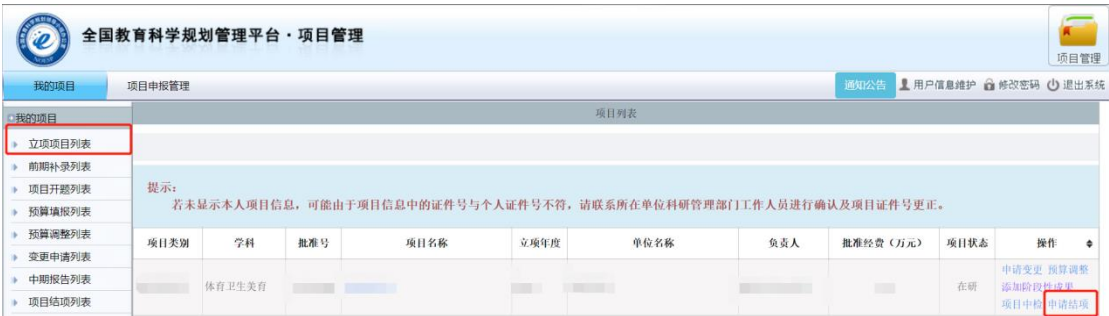 全国教育科学规划管理平台·项目管理
项目管理
我的项目 项目申报管理 通知公告 用户信息维护 修改密码 退出系统
我的项目 项目列表
立项项目列表
前期补录列表
项目开题列表
预算填报列表
预算调整列表
变更申请列表
中期报告列表
项目结项列表
提示:
若未显示本人项目信息,可能由于项目信息中的证件号与个人证件号不符,请联系所在单位科研管理部门工作人员进行确认及项目证件号更正。
项目类别 学科 批准号 项目名称 立项年度 单位名称 负责人 批准经费(万元) 项目状态 操作
体育卫生美育 在研
申请变更 预算调整
添加阶段性成果
项目中检 申请结项